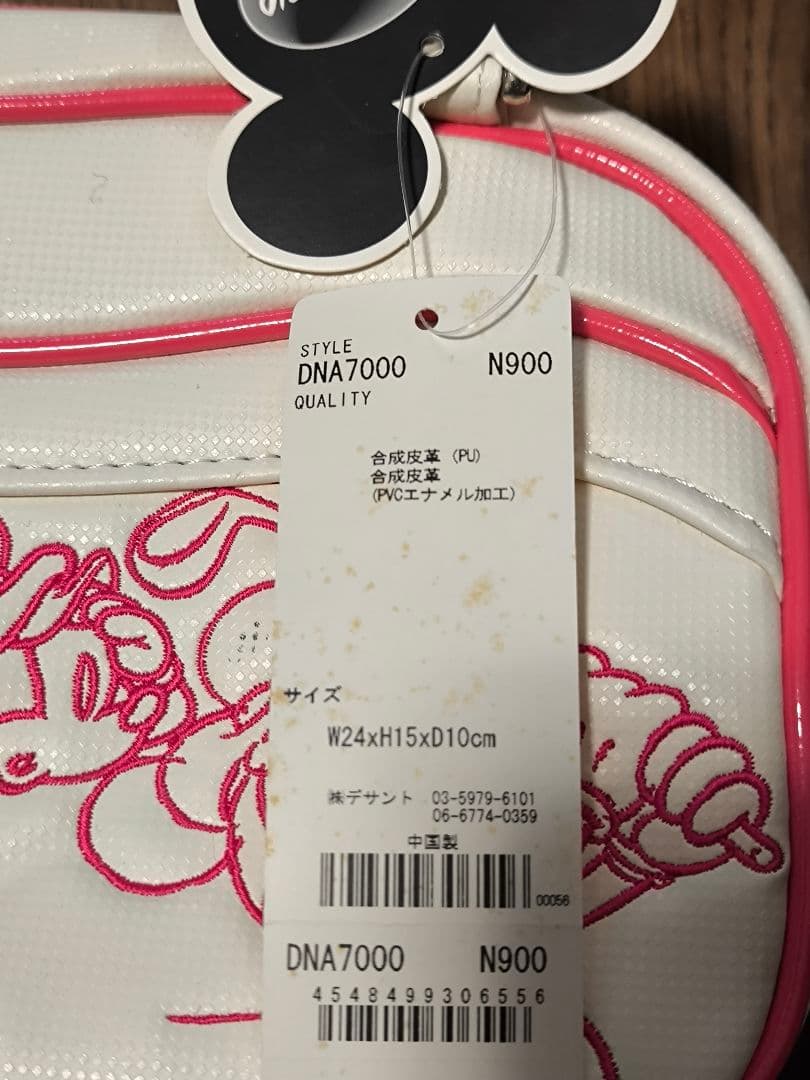 STYLE
DNA7000 N900
QUALITY
合成皮革 (PU)
合成皮革
(PVCエナメル加工)
サイズ
W24xH15xD10cm
㈱デサント 03-5979-6101
06-6774-0359
中国製
00056
DNA7000 N900
4548499306556